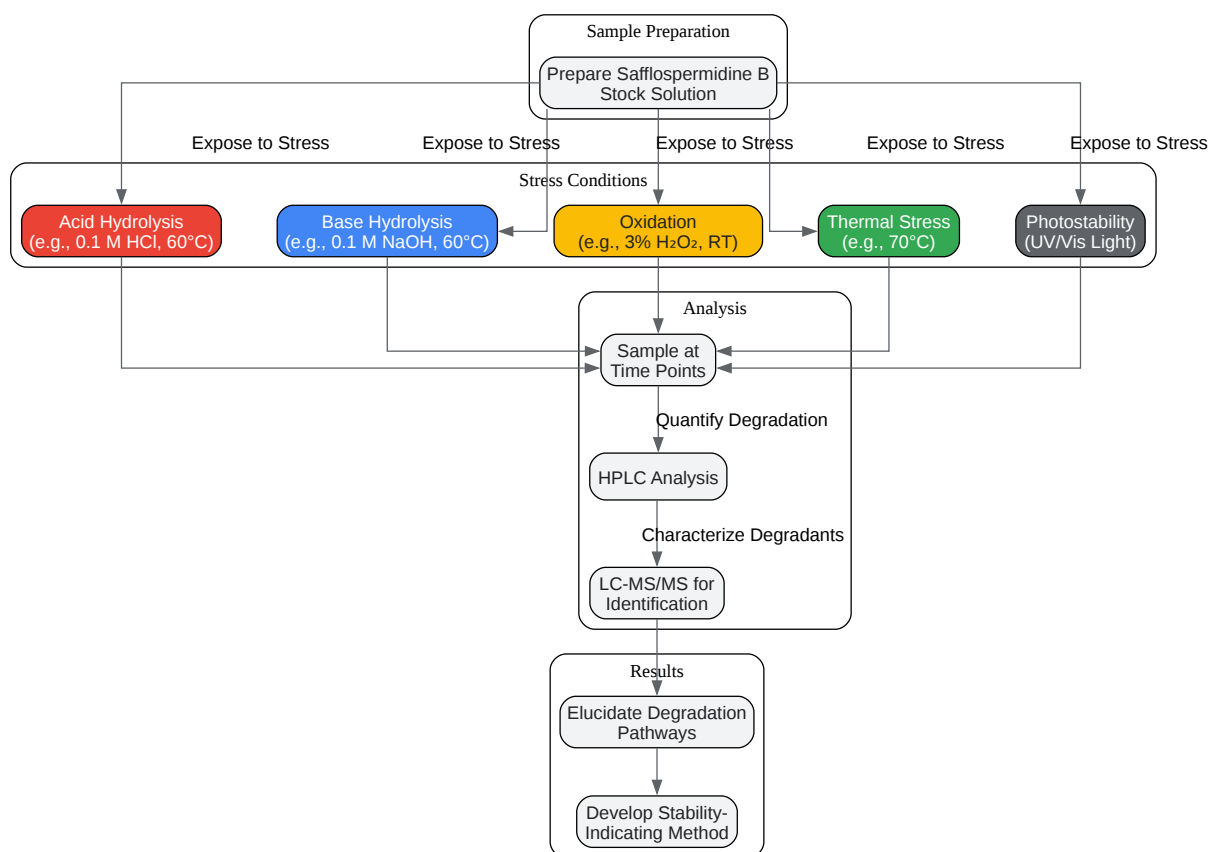 Sample Preparation
Prepare Safflospermidine B
Stock Solution
Expose to Stress
Expose to Stress
Expose to Stress
Expose to Stress
Expose to Stress
Stress Conditions
Acid Hydrolysis
(e.g., 0.1 M HCl, 60°C)
Base Hydrolysis
(e.g., 0.1 M NaOH, 60°C)
Oxidation
(e.g., 3% H₂O₂, RT)
Thermal Stress
(e.g., 70°C)
Photostability
(UV/Vis Light)
Analysis
Sample at
Time Points
Quantify Degradation
HPLC Analysis
Characterize Degradants
LC-MS/MS for
Identification
Results
Elucidate Degradation
Pathways
Develop Stability-
Indicating Method